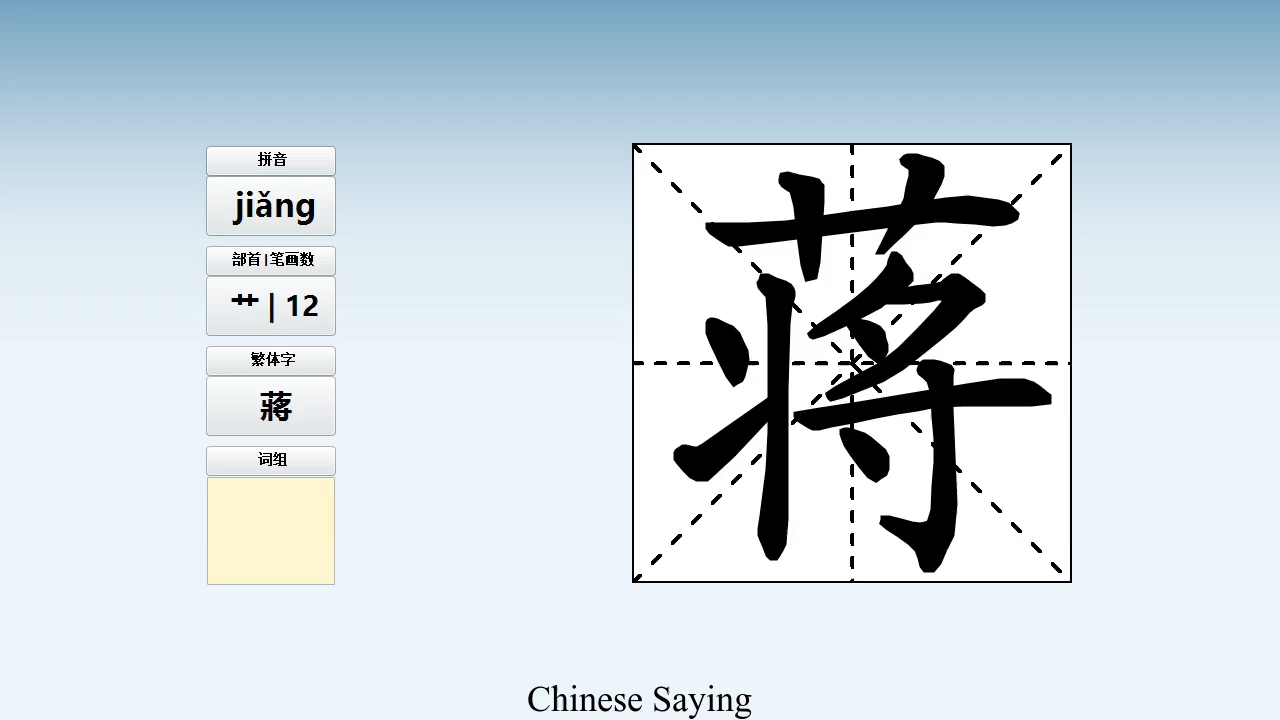 拼音
jiǎng
部首|笔画数
艹 | 12
繁体字
蔣
词组
蒋
Chinese Saying